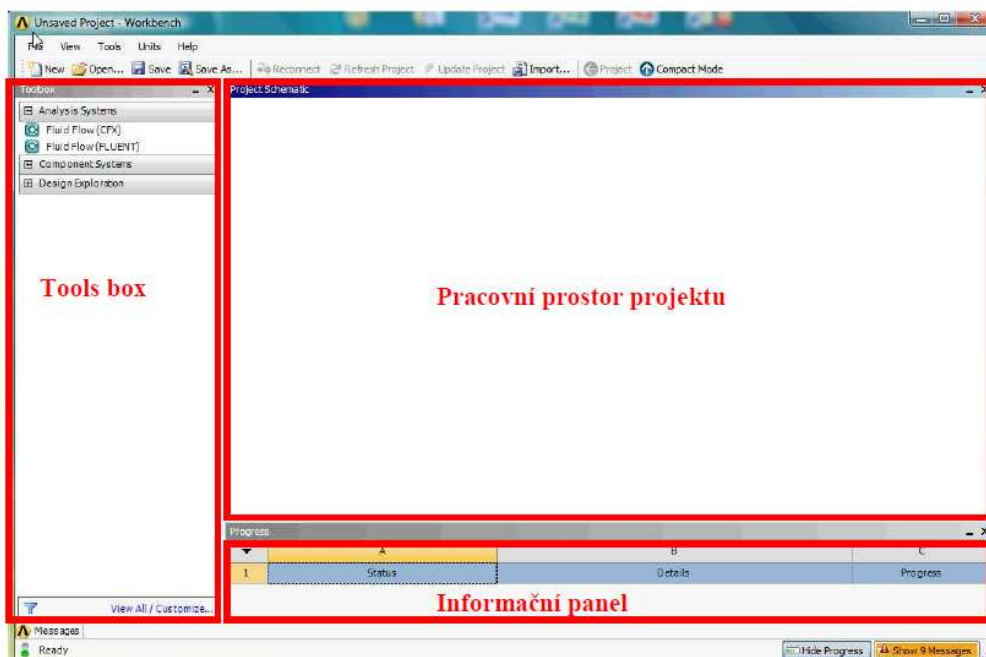 Unsaved Project - Workbench
File View Tools Units Help
New Open... Save Save As... Reconnect Refresh Project Update Project Import... Project Compact Mode
Toolbox
Analysis Systems
Fluid Flow (CFX)
Fluid Flow (FLUENT)
Component Systems
Design Exploration
Tools box
View All / Customize...
Project Schematic
Pracovní prostor projektu
Progress
A B C
1 Status Details Progress
Informační panel
Messages
Ready
Hide Progress Show 9 Messages